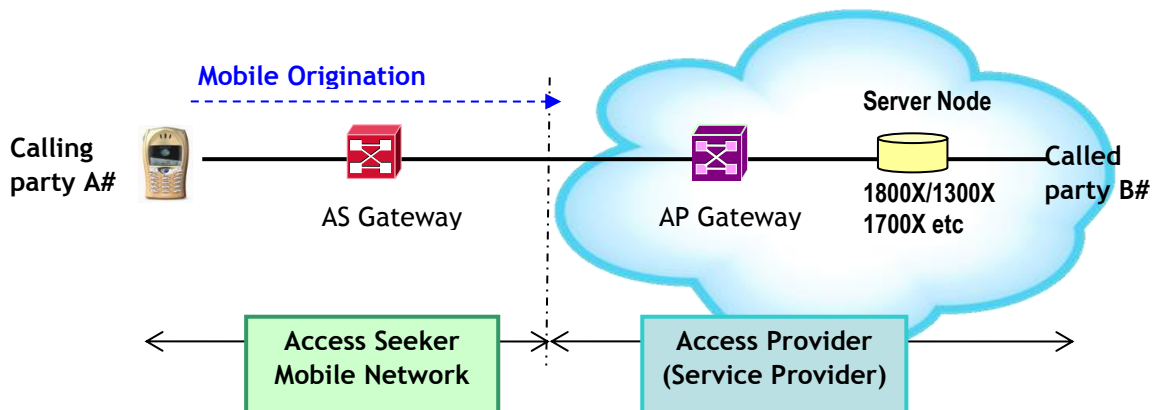 Mobile Origination
Server Node
Calling
party A#
Called
party B#
AS Gateway
AP Gateway
1800X/1300X
1700X etc
Access Seeker
Mobile Network
Access Provider
(Service Provider)